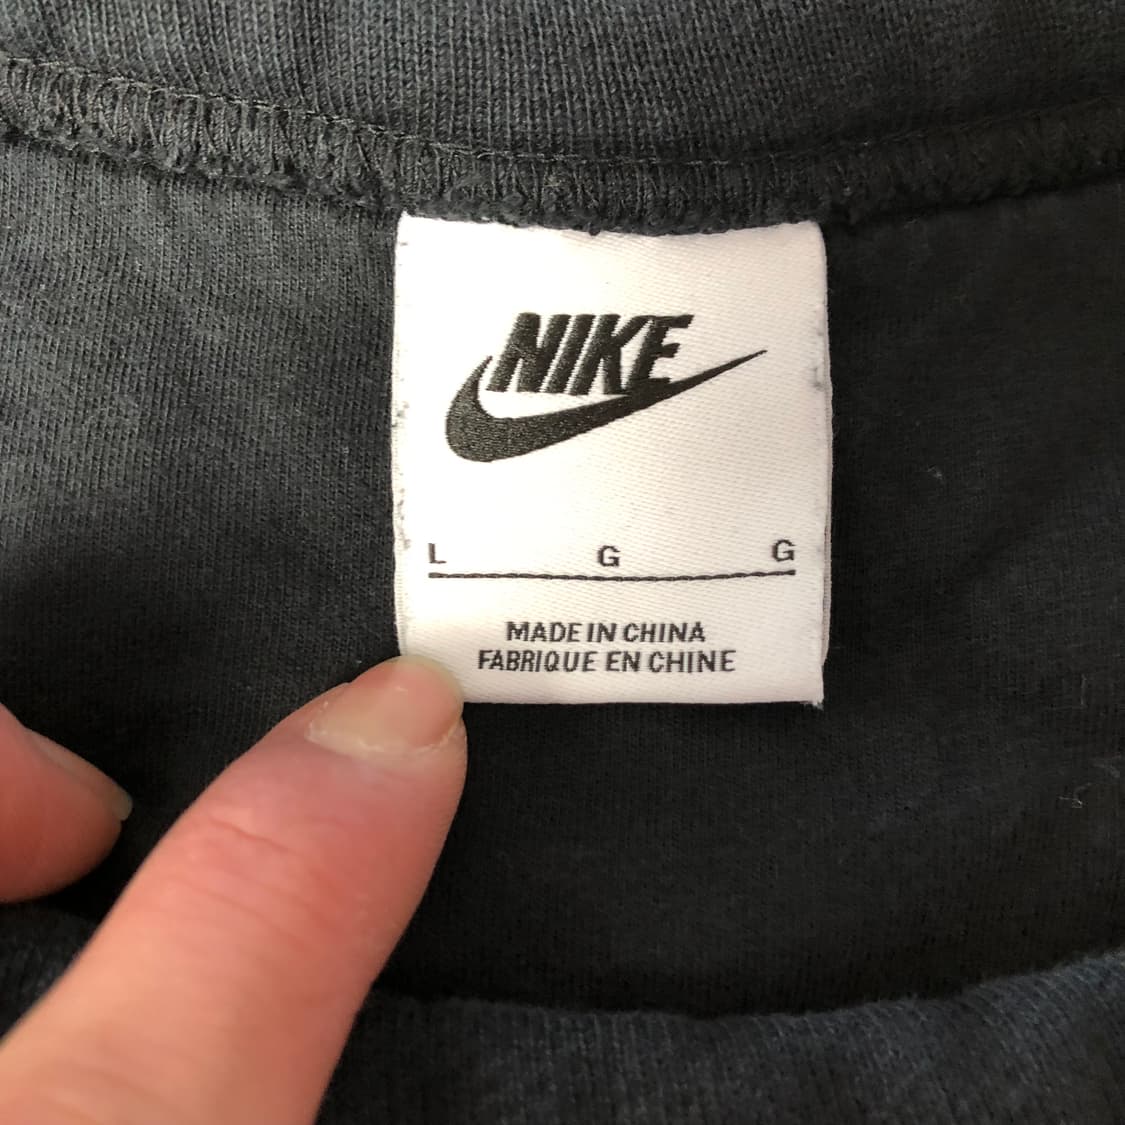 NIKE
L G G
MADE IN CHINA
FABRIQUE EN CHINE